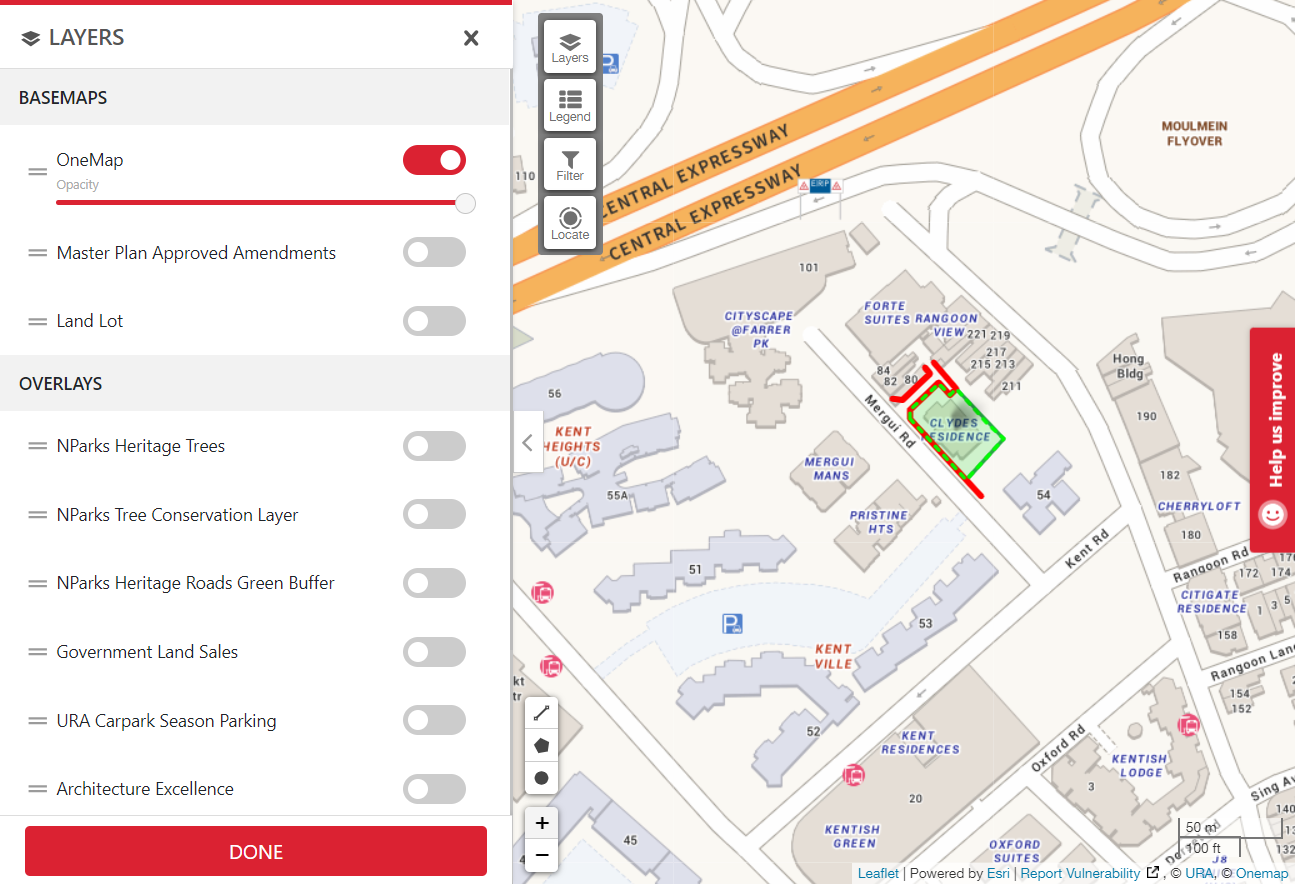 LAYERS
BASEMAPS
OneMap
Opacity
Master Plan Approved Amendments
Land Lot
OVERLAYS
NParks Heritage Trees
NParks Tree Conservation Layer
NParks Heritage Roads Green Buffer
Government Land Sales
URA Carpark Season Parking
Architecture Excellence
DONE
Layers
Legend
Filter
Locate
P
110
CENTRAL EXPRESSWAY
CENTRAL EXPRESSWAY
ERP
MOULMEIN
FLYOVER
101
CITYSCAPE
@FARRER
PK
FORTE
SUITES
RANGOON
VIEW
221 219
217
215 213
211
84
82 80
Mergui Rd
CLYDES
RESIDENCE
Hong
Bldg
190
182
CHERRYLOFT
180
Help us improve
56
KENT
HEIGHTS
(U/C)
55A
MERGUI
MANS
PRISTINE
HTS
54
Kent Rd
Rangoon Rd
172 174
CITIGATE
RESIDENCE
1 3 5
158
Rangoon Lane
154
152
51
P
53
KENT
VILLE
52
KENT
RESIDENCES
Oxford Rd
KENTISH
LODGE
3
Sing Av
140
20
KENTISH
GREEN
OXFORD
SUITES
45
+
−
50 m
100 ft
Leaflet | Powered by Esri | Report Vulnerability , © URA, © Onemap